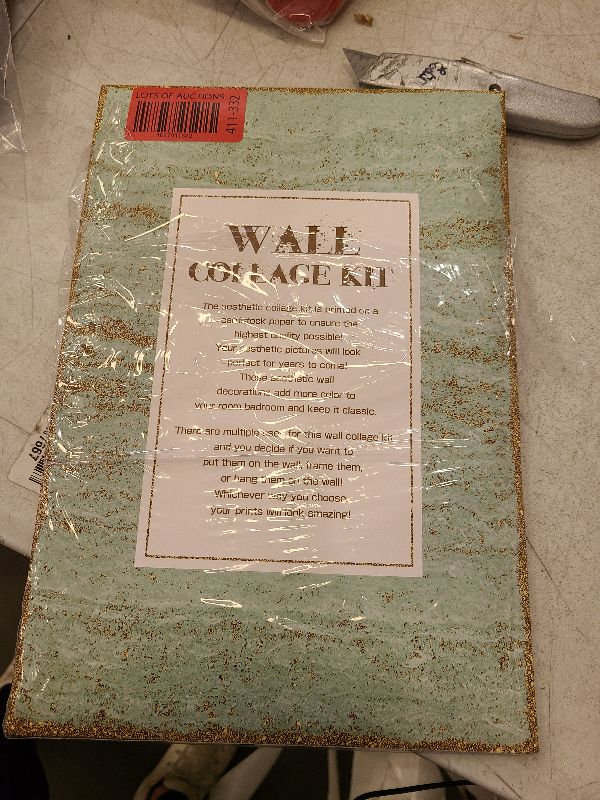 LOTS OF AUCTIONS
411-332
WALL
COLLAGE KIT
The aesthetic collage kit is printed on a
cardstock paper to ensure the
highest quality possible!
Your aesthetic pictures will look
perfect for years to come!
These aesthetic wall
decorations add more color to
your room badroom and keep it classic.
There are multiple uses for this wall collage kit
and you decide if you want to
put them on the wall, frame them,
or hang them on the wall!
Whichever way you choose,
your prints will look amazing!